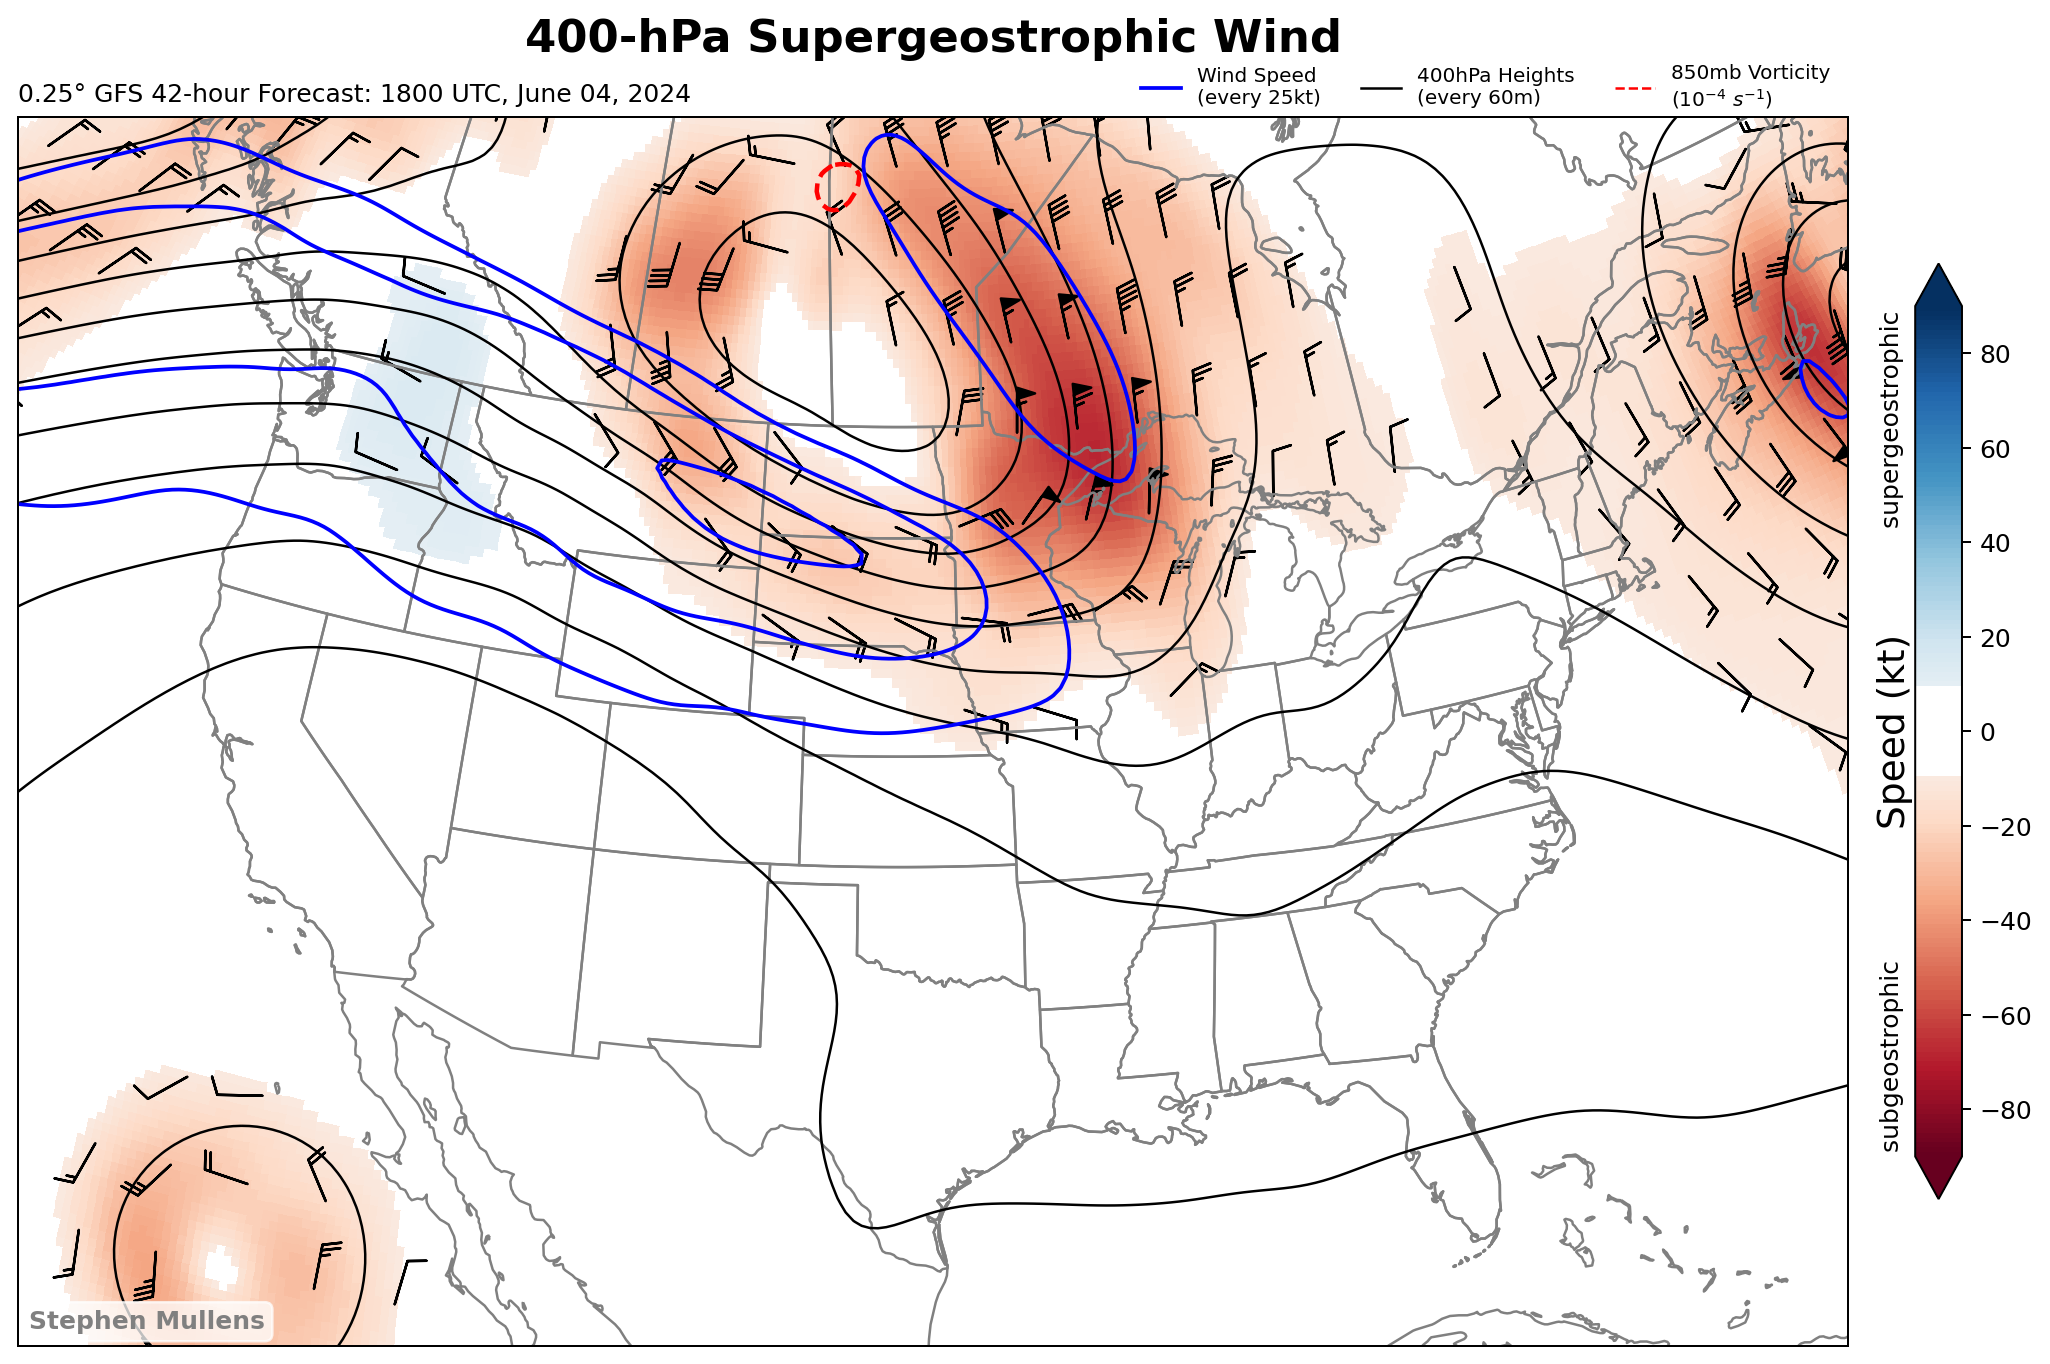 400-hPa Supergeostrophic Wind
0.25° GFS 42-hour Forecast: 1800 UTC, June 04, 2024
Wind Speed
(every 25kt)
400hPa Heights
(every 60m)
850mb Vorticity
(10⁻⁴ s⁻¹)
supergeostrophic
Speed (kt)
subgeostrophic
80
60
40
20
0
−20
−40
−60
−80
Stephen Mullens